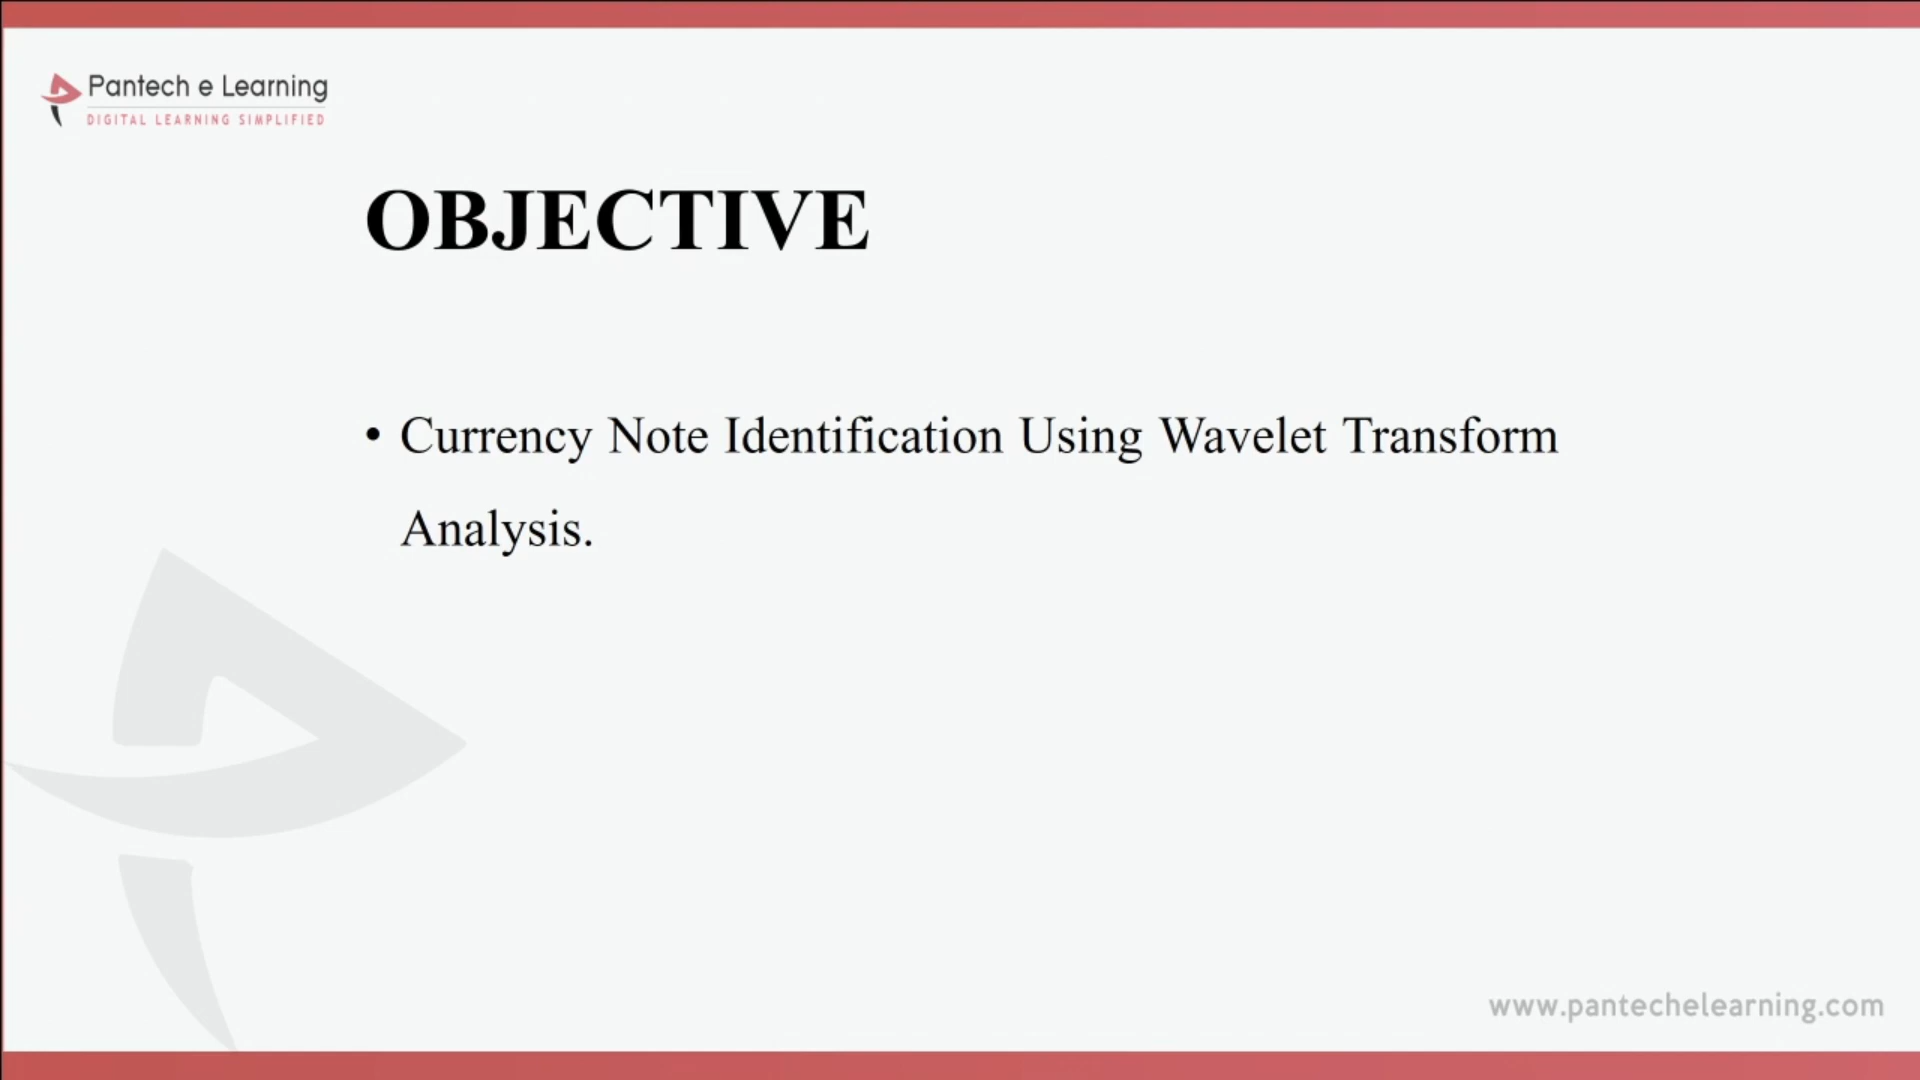 Pantech e Learning
DIGITAL LEARNING SIMPLIFIED
OBJECTIVE
• Currency Note Identification Using Wavelet Transform
Analysis.
www.pantechelearning.com